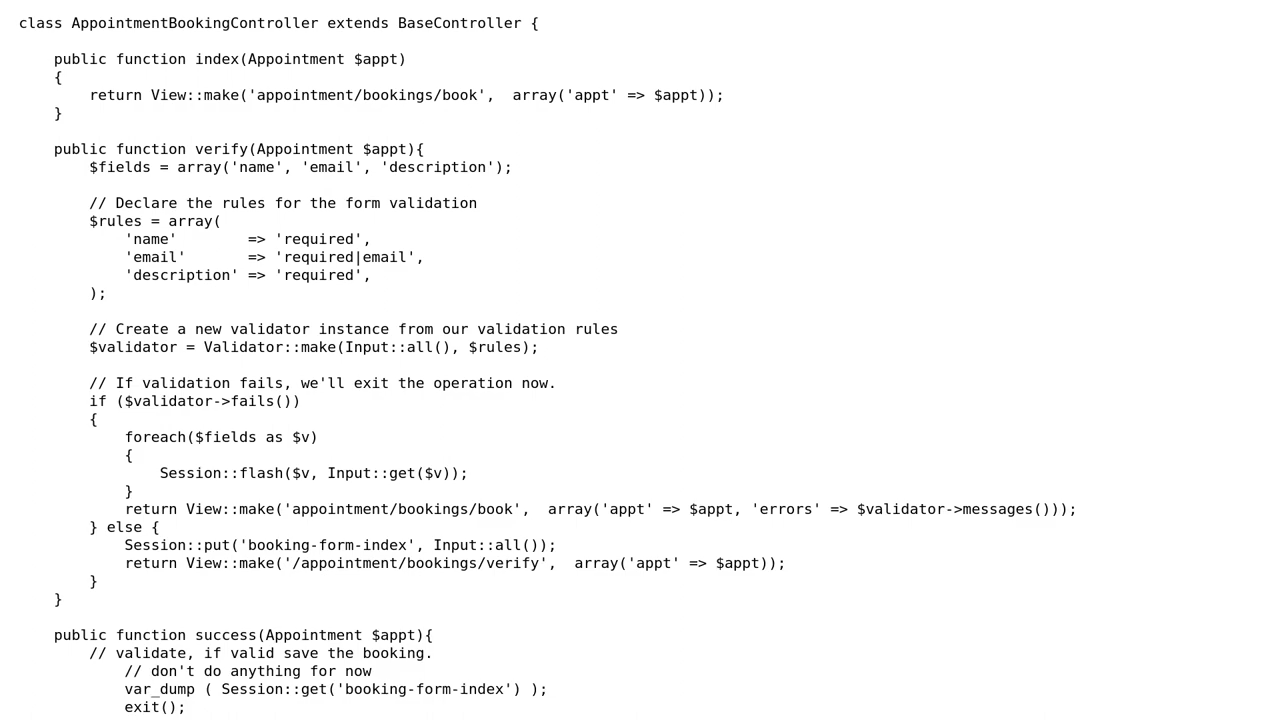 class AppointmentBookingController extends BaseController {
    public function index(Appointment $appt)
    {
        return View::make('appointment/bookings/book',  array('appt' => $appt));
    }
    public function verify(Appointment $appt){
        $fields = array('name', 'email', 'description');
        // Declare the rules for the form validation
        $rules = array(
            'name'        => 'required',
            'email'       => 'required|email',
            'description' => 'required',
        );
        // Create a new validator instance from our validation rules
        $validator = Validator::make(Input::all(), $rules);
        // If validation fails, we'll exit the operation now.
        if ($validator->fails())
        {
            foreach($fields as $v)
            {
                Session::flash($v, Input::get($v));
            }
            return View::make('appointment/bookings/book',  array('appt' => $appt, 'errors' => $validator->messages()));
        } else {
            Session::put('booking-form-index', Input::all());
            return View::make('/appointment/bookings/verify',  array('appt' => $appt));
        }
    }
    public function success(Appointment $appt){
        // validate, if valid save the booking.
            // don't do anything for now
            var_dump ( Session::get('booking-form-index') );
            exit();